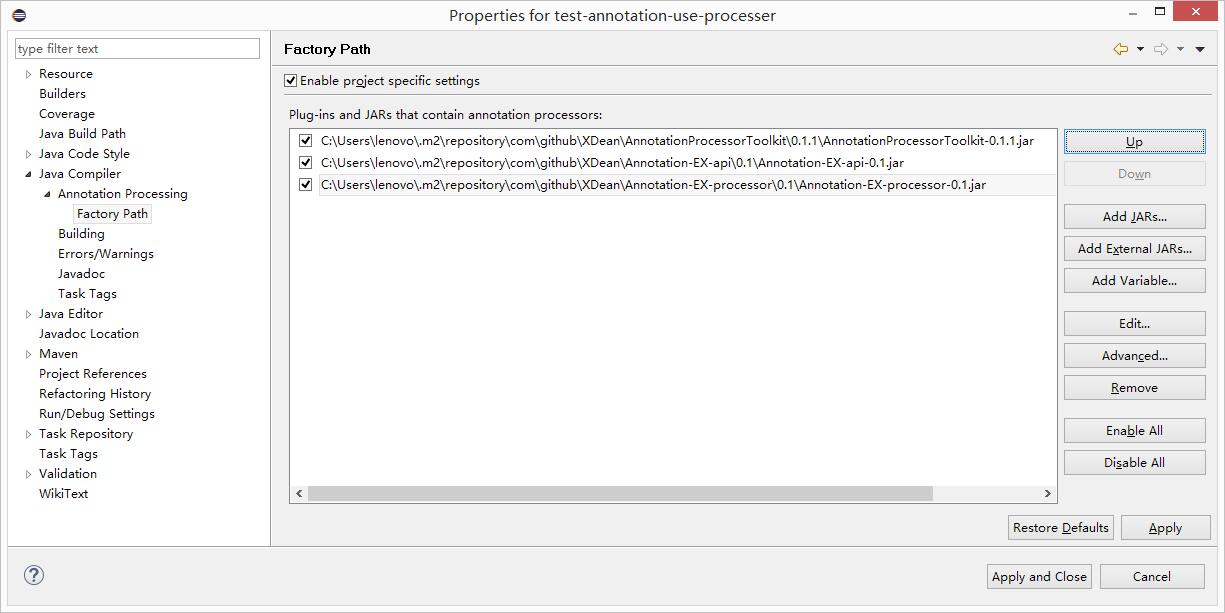 Properties for test-annotation-use-processer
type filter text
Resource
Builders
Coverage
Java Build Path
Java Code Style
Java Compiler
Annotation Processing
Factory Path
Building
Errors/Warnings
Javadoc
Task Tags
Java Editor
Javadoc Location
Maven
Project References
Refactoring History
Run/Debug Settings
Task Repository
Task Tags
Validation
WikiText
Factory Path
Enable project specific settings
Plug-ins and JARs that contain annotation processors:
C:\Users\lenovo\.m2\repository\com\github\XDean\AnnotationProcessorToolkit\0.1.1\AnnotationProcessorToolkit-0.1.1.jar
C:\Users\lenovo\.m2\repository\com\github\XDean\Annotation-EX-api\0.1\Annotation-EX-api-0.1.jar
C:\Users\lenovo\.m2\repository\com\github\XDean\Annotation-EX-processor\0.1\Annotation-EX-processor-0.1.jar
Up
Down
Add JARs...
Add External JARs...
Add Variable...
Edit...
Advanced...
Remove
Enable All
Disable All
Restore Defaults
Apply
?
Apply and Close
Cancel